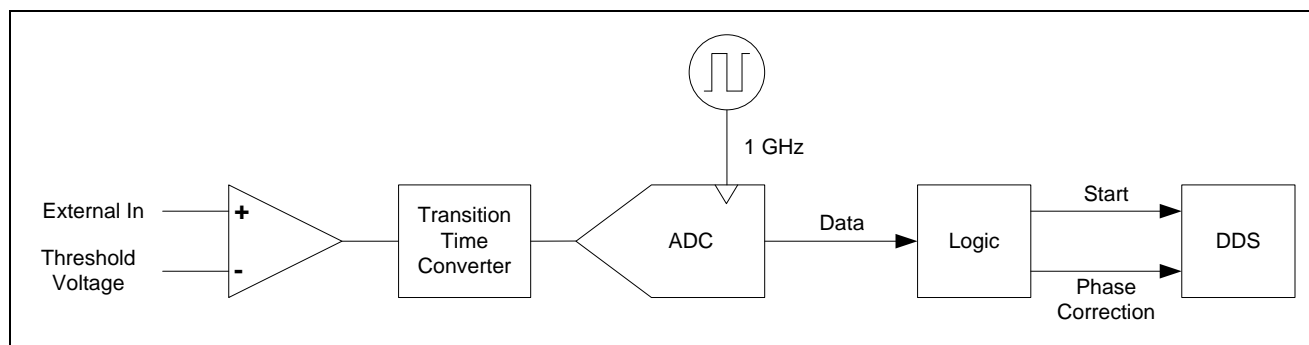 1 GHz
External In
+
Threshold
Voltage
-
Transition
Time
Converter
ADC
Data
Logic
Start
Phase
Correction
DDS